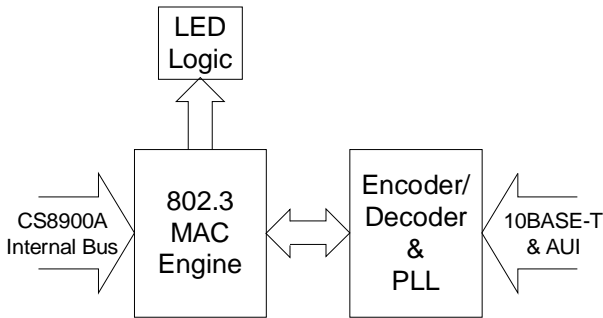 LED
Logic
CS8900A
Internal Bus
802.3
MAC
Engine
Encoder/
Decoder
&
PLL
10BASE-T
& AUI